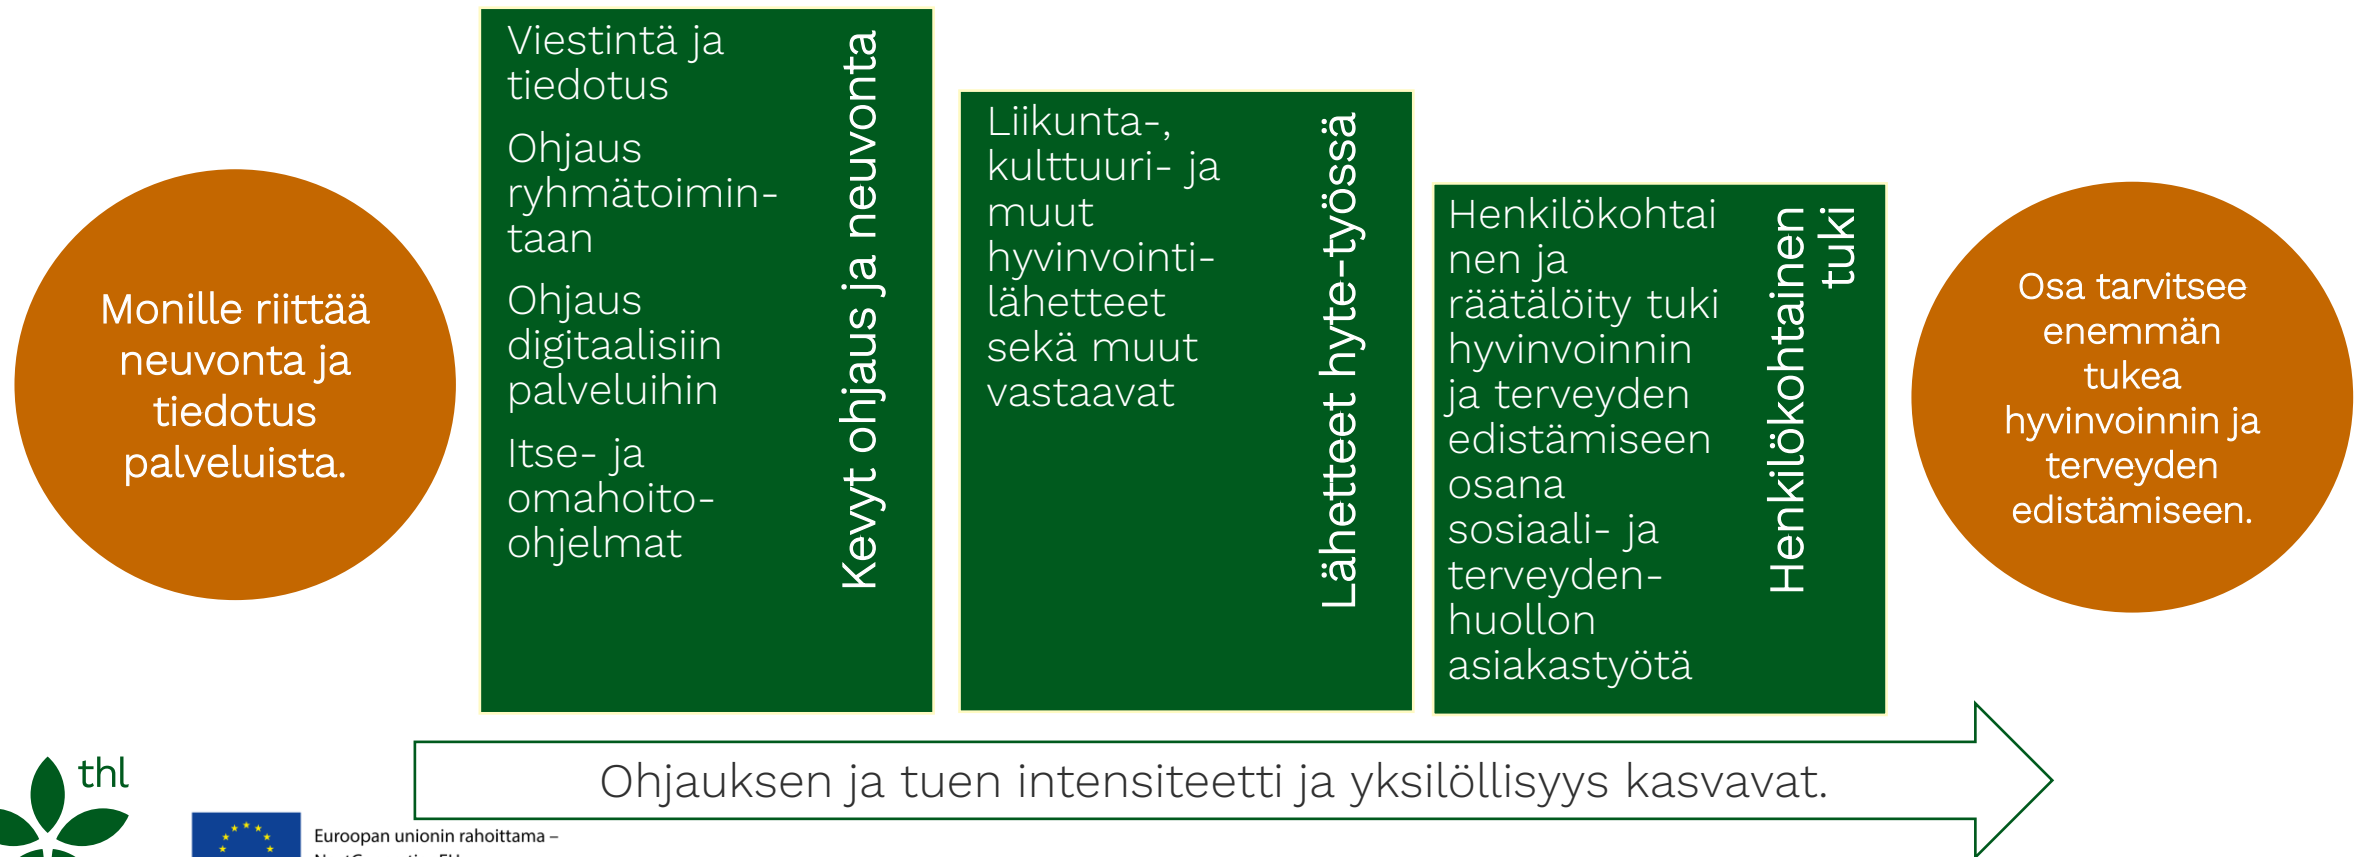 Monille riittää
neuvonta ja
tiedotus
palveluista.
Viestintä ja
tiedotus
Ohjaus
ryhmätoimin-
taan
Ohjaus
digitaalisiin
palveluihin
Itse- ja
omahoito-
ohjelmat
Kevyt ohjaus ja neuvonta
Liikunta-,
kulttuuri- ja
muut
hyvinvointi-
lähetteet
sekä muut
vastaavat
Lähetteet hyte-työssä
Henkilökohtai
nen ja
räätälöity tuki
hyvinvoinnin
ja terveyden
edistämiseen
osana
sosiaali- ja
terveyden-
huollon
asiakastyötä
Henkilökohtainen
tuki
Osa tarvitsee
enemmän
tukea
hyvinvoinnin ja
terveyden
edistämiseen.
Ohjauksen ja tuen intensiteetti ja yksilöllisyys kasvavat.
thl
Euroopan unionin rahoittama –